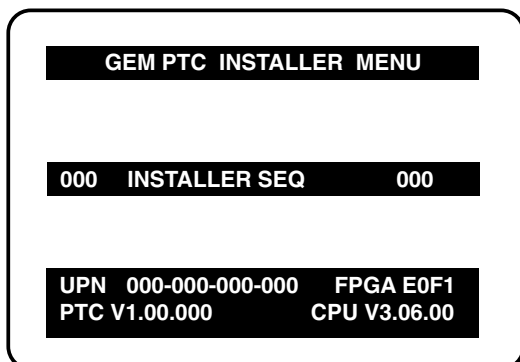 GEM PTC INSTALLER MENU
000 INSTALLER SEQ 000
UPN 000-000-000-000 FPGA E0F1
PTC V1.00.000 CPU V3.06.00